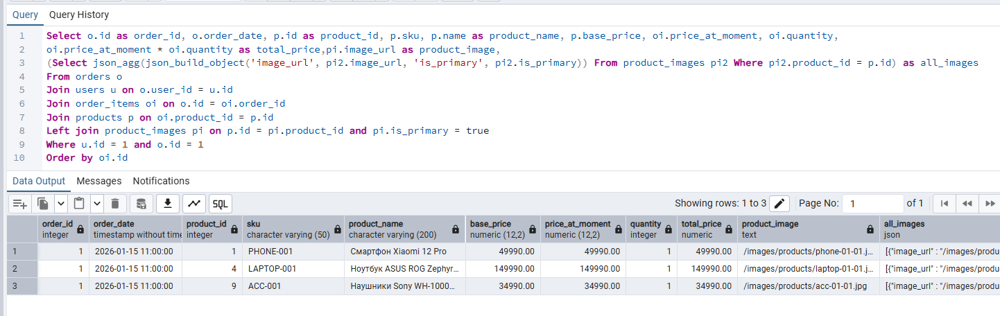 Query Query History
1 Select o.id as order_id, o.order_date, p.id as product_id, p.sku, p.name as product_name, p.base_price, oi.price_at_moment, oi.quantity,
2 oi.price_at_moment * oi.quantity as total_price,pi.image_url as product_image,
3 (Select json_agg(json_build_object('image_url', pi2.image_url, 'is_primary', pi2.is_primary)) From product_images pi2 Where pi2.product_id = p.id) as all_images
4 From orders o
5 Join users u on o.user_id = u.id
6 Join order_items oi on o.id = oi.order_id
7 Join products p on oi.product_id = p.id
8 Left join product_images pi on p.id = pi.product_id and pi.is_primary = true
9 Where u.id = 1 and o.id = 1
10 Order by oi.id
Data Output Messages Notifications
SQL Showing rows: 1 to 3 Page No: 1 of 1
order_id order_date product_id sku product_name base_price price_at_moment quantity total_price product_image all_images
integer timestamp without time integer character varying (50) character varying (200) numeric (12,2) numeric (12,2) integer numeric text json
1 1 2026-01-15 11:00:00 1 PHONE-001 Смартфон Xiaomi 12 Pro 49990.00 49990.00 1 49990.00 /images/products/phone-01-01.j... [{"image_url" : "/images/produ
2 1 2026-01-15 11:00:00 4 LAPTOP-001 Ноутбук ASUS ROG Zephyr... 149990.00 149990.00 1 149990.00 /images/products/laptop-01-01.j... [{"image_url" : "/images/produ
3 1 2026-01-15 11:00:00 9 ACC-001 Наушники Sony WH-1000... 34990.00 34990.00 1 34990.00 /images/products/acc-01-01.jpg [{"image_url" : "/images/produ